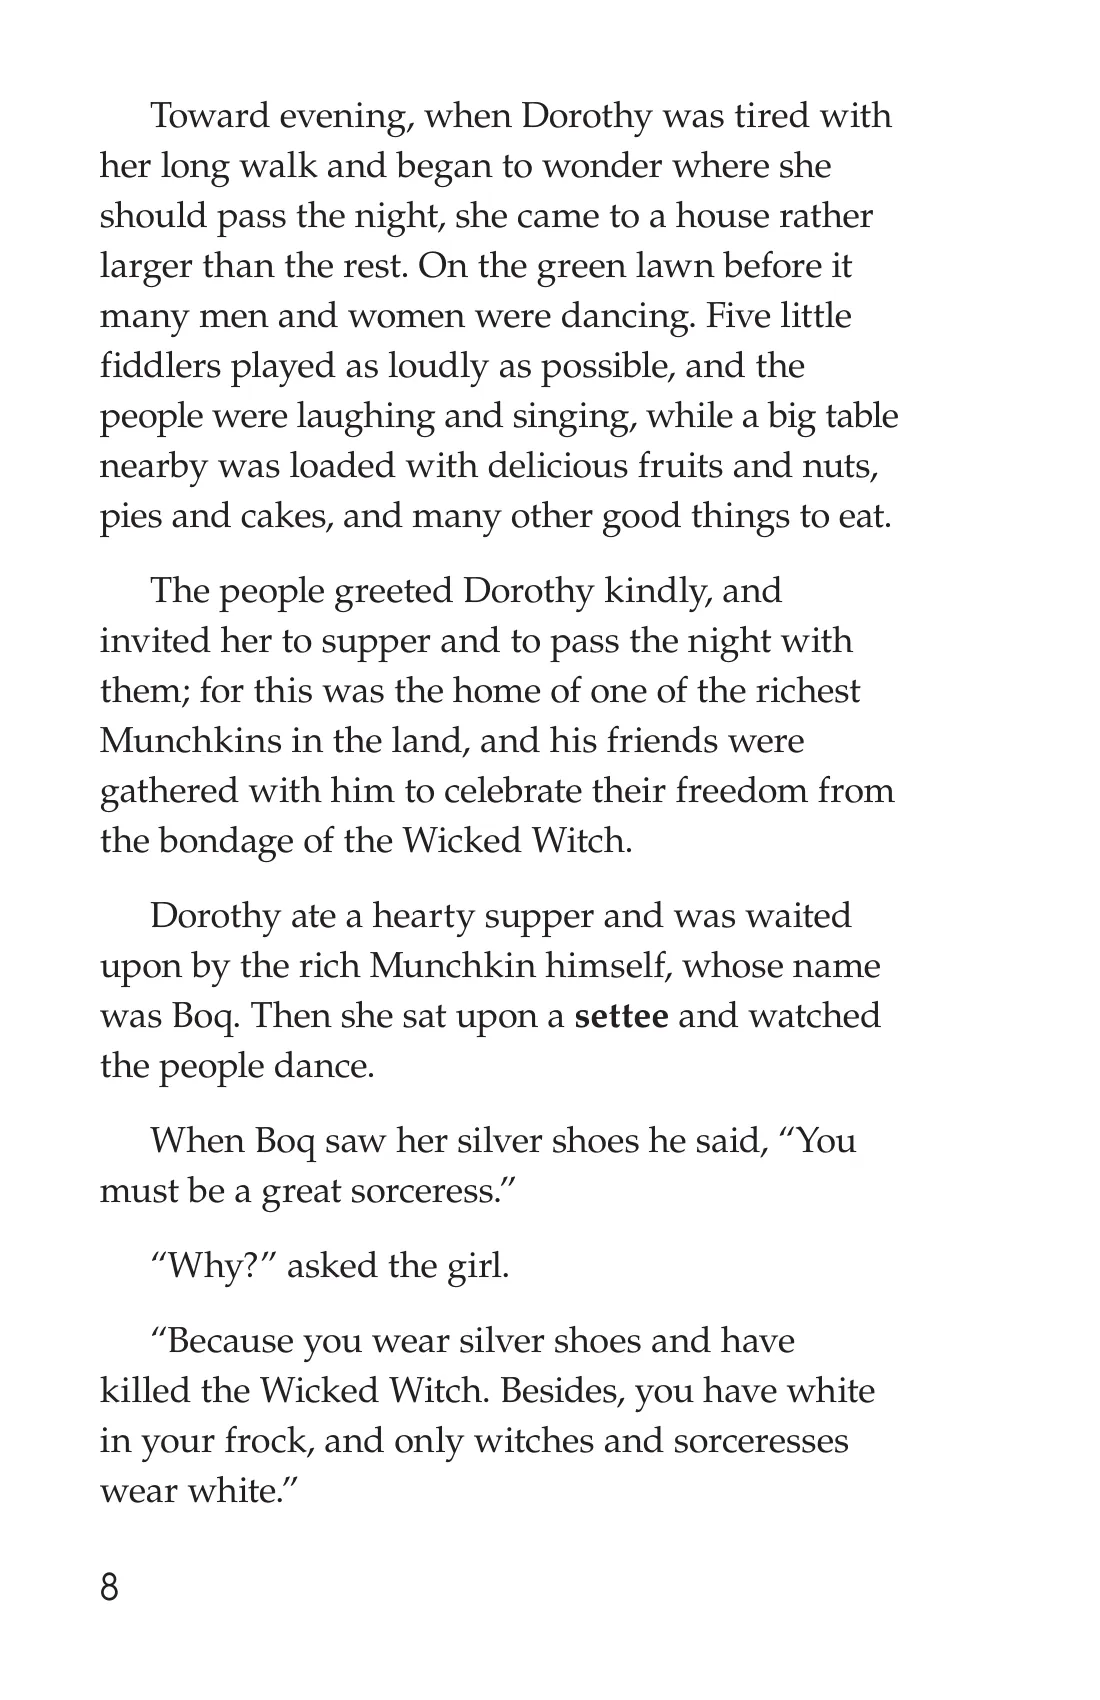 Toward evening, when Dorothy was tired with
her long walk and began to wonder where she
should pass the night, she came to a house rather
larger than the rest. On the green lawn before it
many men and women were dancing. Five little
fiddlers played as loudly as possible, and the
people were laughing and singing, while a big table
nearby was loaded with delicious fruits and nuts,
pies and cakes, and many other good things to eat.
The people greeted Dorothy kindly, and
invited her to supper and to pass the night with
them; for this was the home of one of the richest
Munchkins in the land, and his friends were
gathered with him to celebrate their freedom from
the bondage of the Wicked Witch.
Dorothy ate a hearty supper and was waited
upon by the rich Munchkin himself, whose name
was Boq. Then she sat upon a settee and watched
the people dance.
When Boq saw her silver shoes he said, “You
must be a great sorceress.”
“Why?” asked the girl.
“Because you wear silver shoes and have
killed the Wicked Witch. Besides, you have white
in your frock, and only witches and sorceresses
wear white.”
8